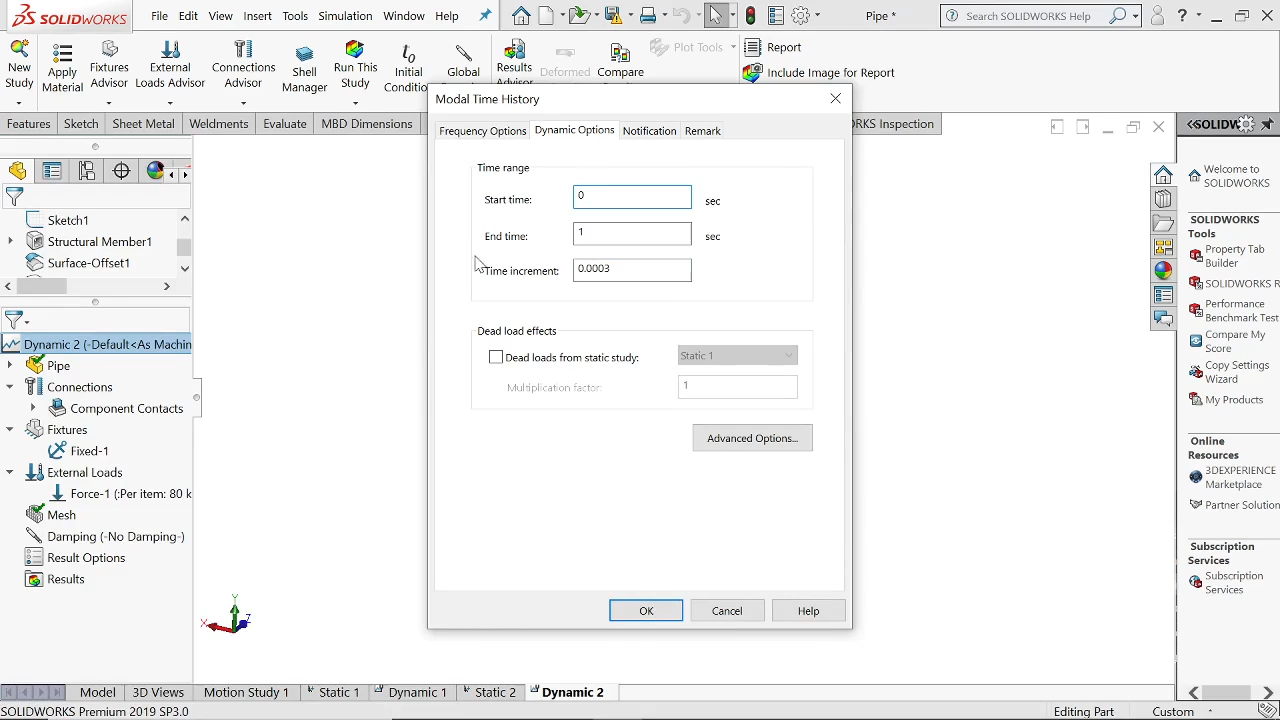 SOLIDWORKS
File Edit View Insert Tools Simulation Window Help
Pipe *
Search SOLIDWORKS Help
?
New Study
Apply Material
Fixtures Advisor
External Loads Advisor
Connections Advisor
Shell Manager
Run This Study
Initial
Global
Results
Deformed
Compare
Plot Tools
Report
Include Image for Report
Features Sketch Sheet Metal Weldments Evaluate MBD Dimensions
Inspection
Sketch1
Structural Member1
Surface-Offset1
Dynamic 2 (-Default<As Machin
Pipe
Connections
Component Contacts
Fixtures
Fixed-1
External Loads
Force-1 (:Per item: 80 k
Mesh
Damping (-No Damping-)
Result Options
Results
Modal Time History
Frequency Options Dynamic Options Notification Remark
Time range
Start time: 0 sec
End time: 1 sec
Time increment: 0.0003
Dead load effects
Dead loads from static study: Static 1
Multiplication factor: 1
Advanced Options...
OK Cancel Help
Y
X Z
Welcome to
SOLIDWORKS
SOLIDWORKS
Tools
Property Tab
Builder
SOLIDWORKS R
Performance
Benchmark Test
Compare My
Score
Copy Settings
Wizard
My Products
Online
Resources
3DEXPERIENCE
Marketplace
Partner Solution
Subscription
Services
Subscription
Services
Model 3D Views Motion Study 1 Static 1 Dynamic 1 Static 2 Dynamic 2
SOLIDWORKS Premium 2019 SP3.0
Editing Part Custom